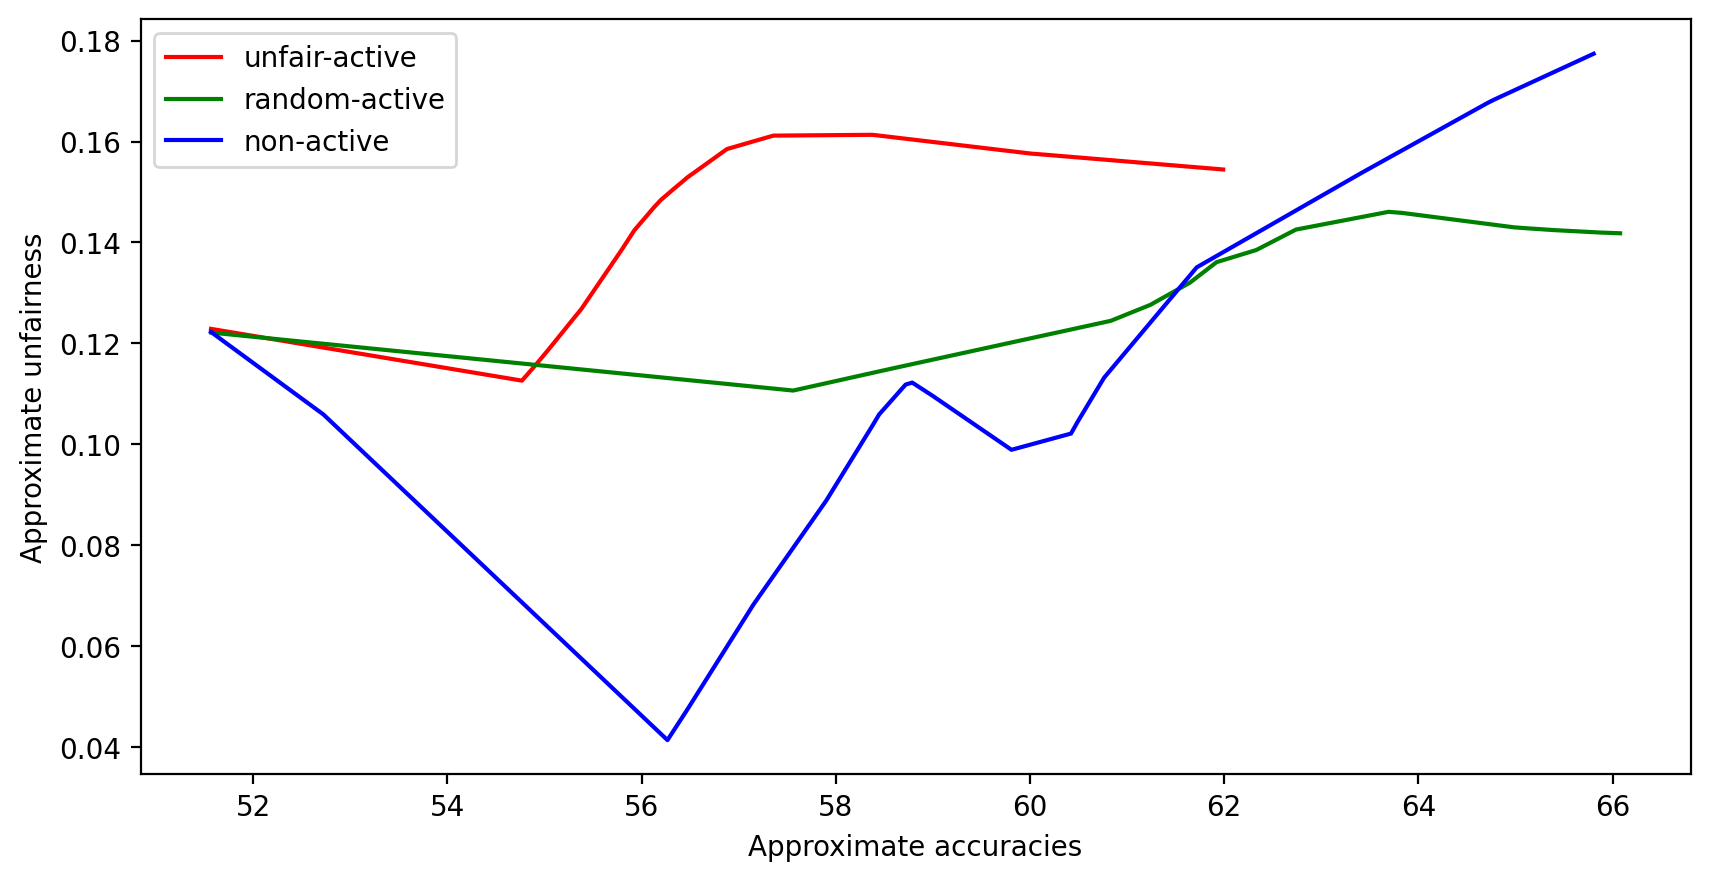 unfair-active
random-active
non-active
0.18
0.16
0.14
0.12
0.10
0.08
0.06
0.04
Approximate unfairness
52 54 56 58 60 62 64 66
Approximate accuracies